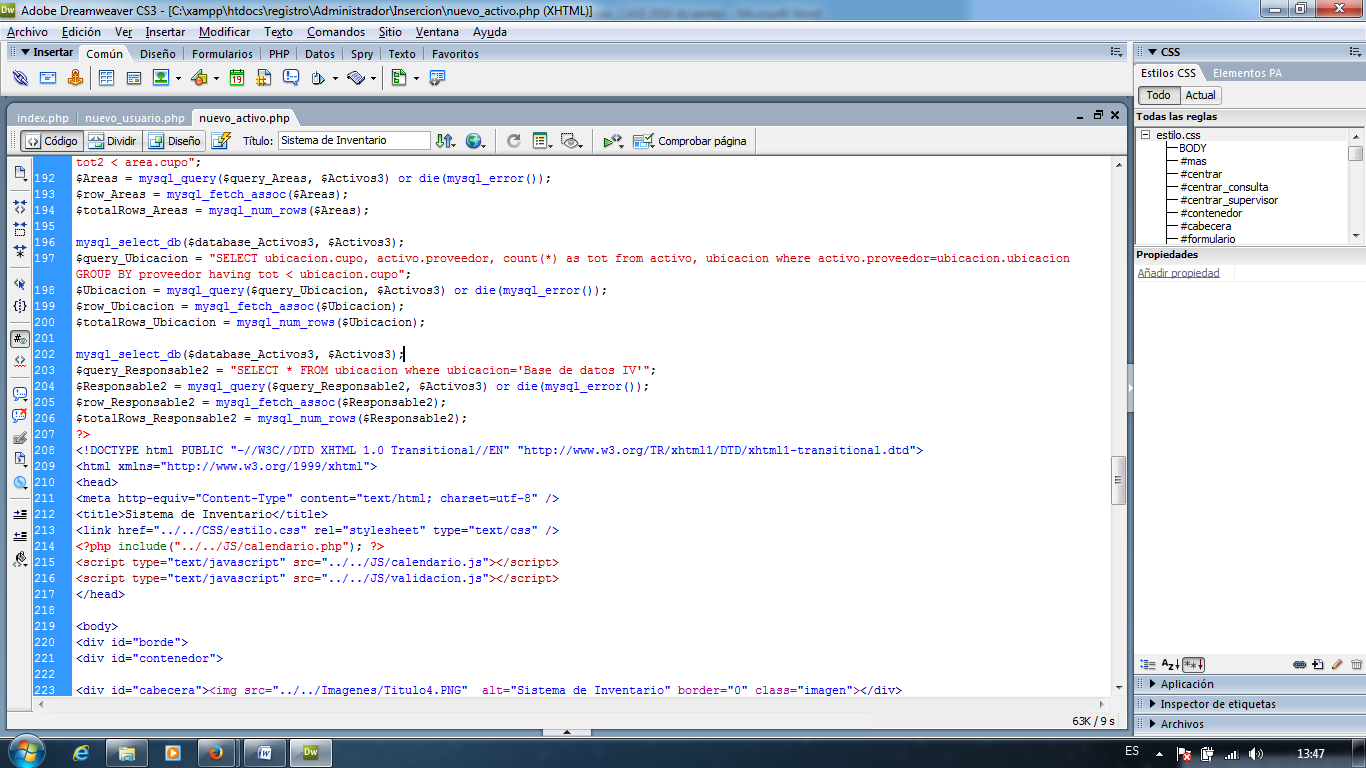 Adobe Dreamweaver CS3 - [C:\xampp\htdocs\registro\Administrador\Insercion\nuevo_activo.php (XHTML)]
Archivo Edición Ver Insertar Modificar Texto Comandos Sitio Ventana Ayuda
Insertar Común Diseño Formularios PHP Datos Spry Texto Favoritos
index.php nuevo_usuario.php nuevo_activo.php
Código Dividir Diseño Título: Sistema de Inventario Comprobar página
tot2 < area.cupo";
192 $Areas = mysql_query($query_Areas, $Activos3) or die(mysql_error());
193 $row_Areas = mysql_fetch_assoc($Areas);
194 $totalRows_Areas = mysql_num_rows($Areas);
195
196 mysql_select_db($database_Activos3, $Activos3);
197 $query_Ubicacion = "SELECT ubicacion.cupo, activo.proveedor, count(*) as tot from activo, ubicacion where activo.proveedor=ubicacion.ubicacion
GROUP BY proveedor having tot < ubicacion.cupo";
198 $Ubicacion = mysql_query($query_Ubicacion, $Activos3) or die(mysql_error());
199 $row_Ubicacion = mysql_fetch_assoc($Ubicacion);
200 $totalRows_Ubicacion = mysql_num_rows($Ubicacion);
201
202 mysql_select_db($database_Activos3, $Activos3);
203 $query_Responsable2 = "SELECT * FROM ubicacion where ubicacion='Base de datos IV'";
204 $Responsable2 = mysql_query($query_Responsable2, $Activos3) or die(mysql_error());
205 $row_Responsable2 = mysql_fetch_assoc($Responsable2);
206 $totalRows_Responsable2 = mysql_num_rows($Responsable2);
207 ?>
208 <!DOCTYPE html PUBLIC "-//W3C//DTD XHTML 1.0 Transitional//EN" "http://www.w3.org/TR/xhtml1/DTD/xhtml1-transitional.dtd">
209 <html xmlns="http://www.w3.org/1999/xhtml">
210 <head>
211 <meta http-equiv="Content-Type" content="text/html; charset=utf-8" />
212 <title>Sistema de Inventario</title>
213 <link href="../../CSS/estilo.css" rel="stylesheet" type="text/css" />
214 <?php include("../../JS/calendario.php"); ?>
215 <script type="text/javascript" src="../../JS/calendario.js"></script>
216 <script type="text/javascript" src="../../JS/validacion.js"></script>
217 </head>
218
219 <body>
220 <div id="borde">
221 <div id="contenedor">
222
223 <div id="cabecera"><img src="../../Imagenes/Titulo4.PNG"  alt="Sistema de Inventario" border="0" class="imagen"></div>
63K / 9 s
CSS
Estilos CSS Elementos PA
Todo Actual
Todas las reglas
estilo.css
BODY
#mas
#centrar
#centrar_consulta
#centrar_supervisor
#contenedor
#cabecera
#formulario
Propiedades
Añadir propiedad
Aplicación
Inspector de etiquetas
Archivos
ES 13:47